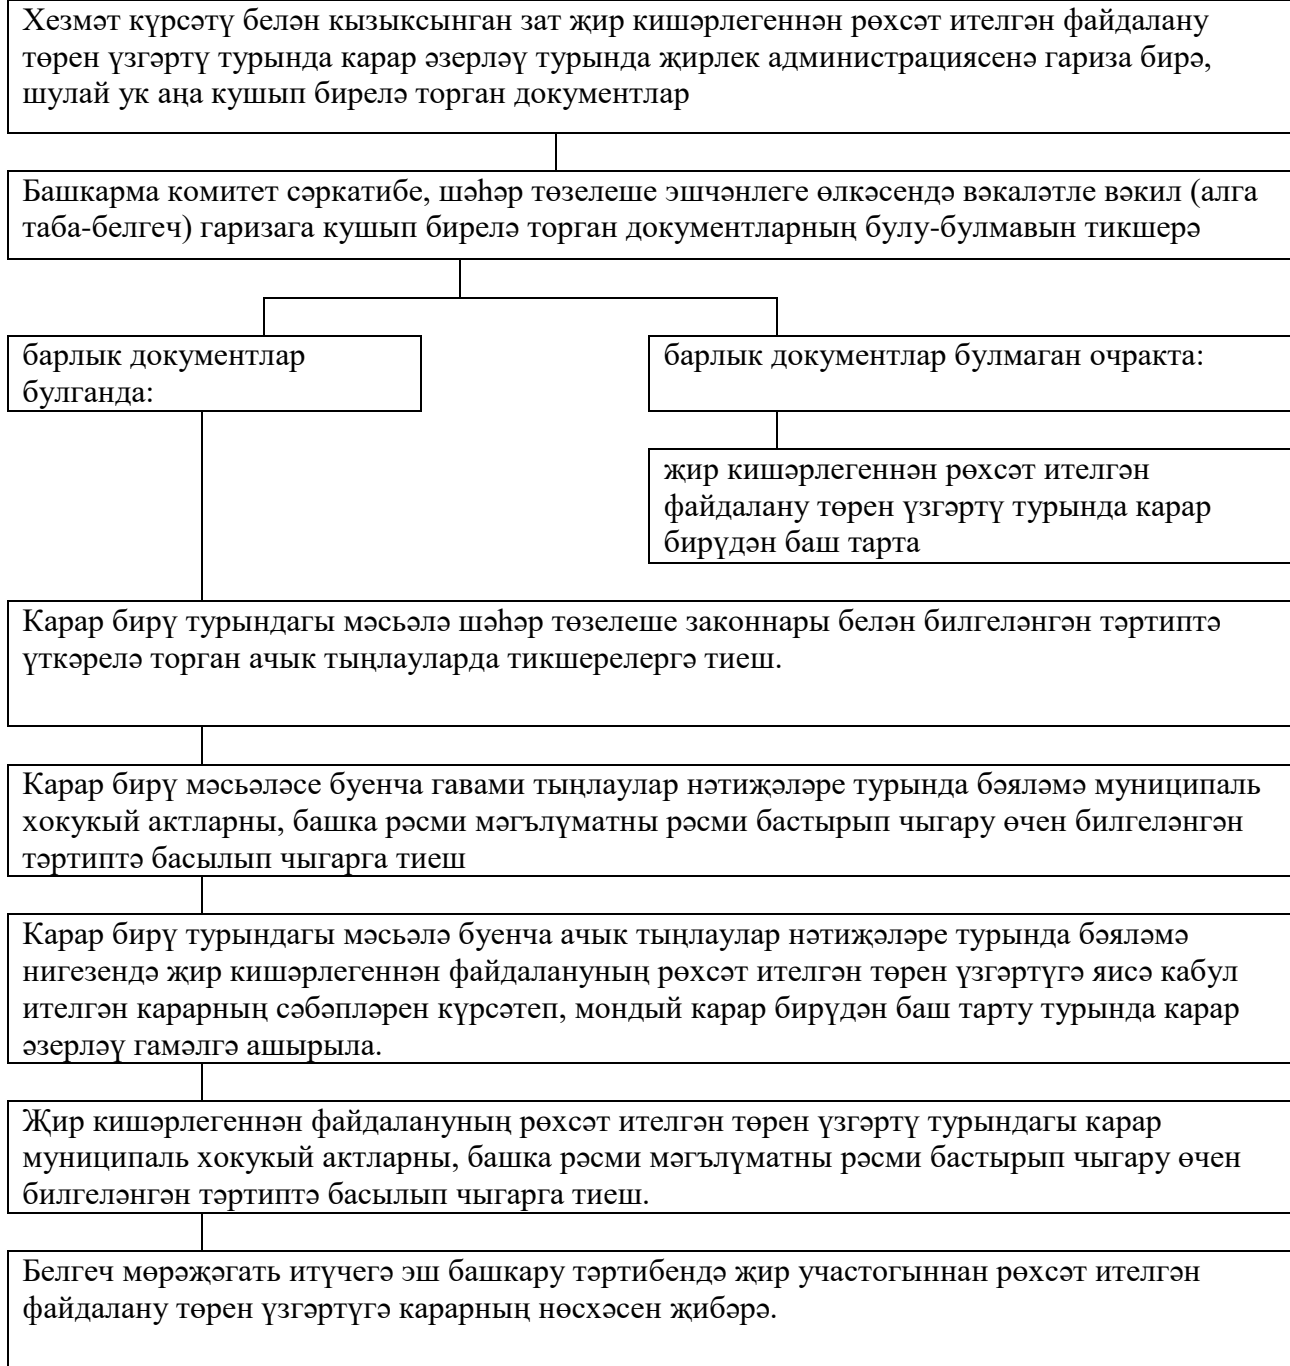 Хезмәт күрсәтү белән кызыксынган зат җир кишәрлегеннән рөхсәт ителгән файдалану
төрен үзгәртү турында карар әзерләү турында җирлек администрациясенә гариза бирә,
шулай ук аңа кушып бирелә торган документлар
Башкарма комитет сәркатибе, шәһәр төзелеше эшчәнлеге өлкәсендә вәкаләтле вәкил (алга
таба-белгеч) гаризага кушып бирелә торган документларның булу-булмавын тикшерә
барлык документлар
булганда:
барлык документлар булмаган очракта:
җир кишәрлегеннән рөхсәт ителгән
файдалану төрен үзгәртү турында карар
бирүдән баш тарта
Карар бирү турындагы мәсьәлә шәһәр төзелеше законнары белән билгеләнгән тәртиптә
үткәрелә торган ачык тыңлауларда тикшерелергә тиеш.
Карар бирү мәсьәләсе буенча гавами тыңлаулар нәтиҗәләре турында бәяләмә муниципаль
хокукый актларны, башка рәсми мәгълүматны рәсми бастырып чыгару өчен билгеләнгән
тәртиптә басылып чыгарга тиеш
Карар бирү турындагы мәсьәлә буенча ачык тыңлаулар нәтиҗәләре турында бәяләмә
нигезендә җир кишәрлегеннән файдалануның рөхсәт ителгән төрен үзгәртүгә яисә кабул
ителгән карарның сәбәпләрен күрсәтеп, мондый карар бирүдән баш тарту турында карар
әзерләү гамәлгә ашырыла.
Җир кишәрлегеннән файдалануның рөхсәт ителгән төрен үзгәртү турындагы карар
муниципаль хокукый актларны, башка рәсми мәгълүматны рәсми бастырып чыгару өчен
билгеләнгән тәртиптә басылып чыгарга тиеш.
Белгеч мөрәҗәгать итүчегә эш башкару тәртибендә җир участогыннан рөхсәт ителгән
файдалану төрен үзгәртүгә карарның нөсхәсен җибәрә.